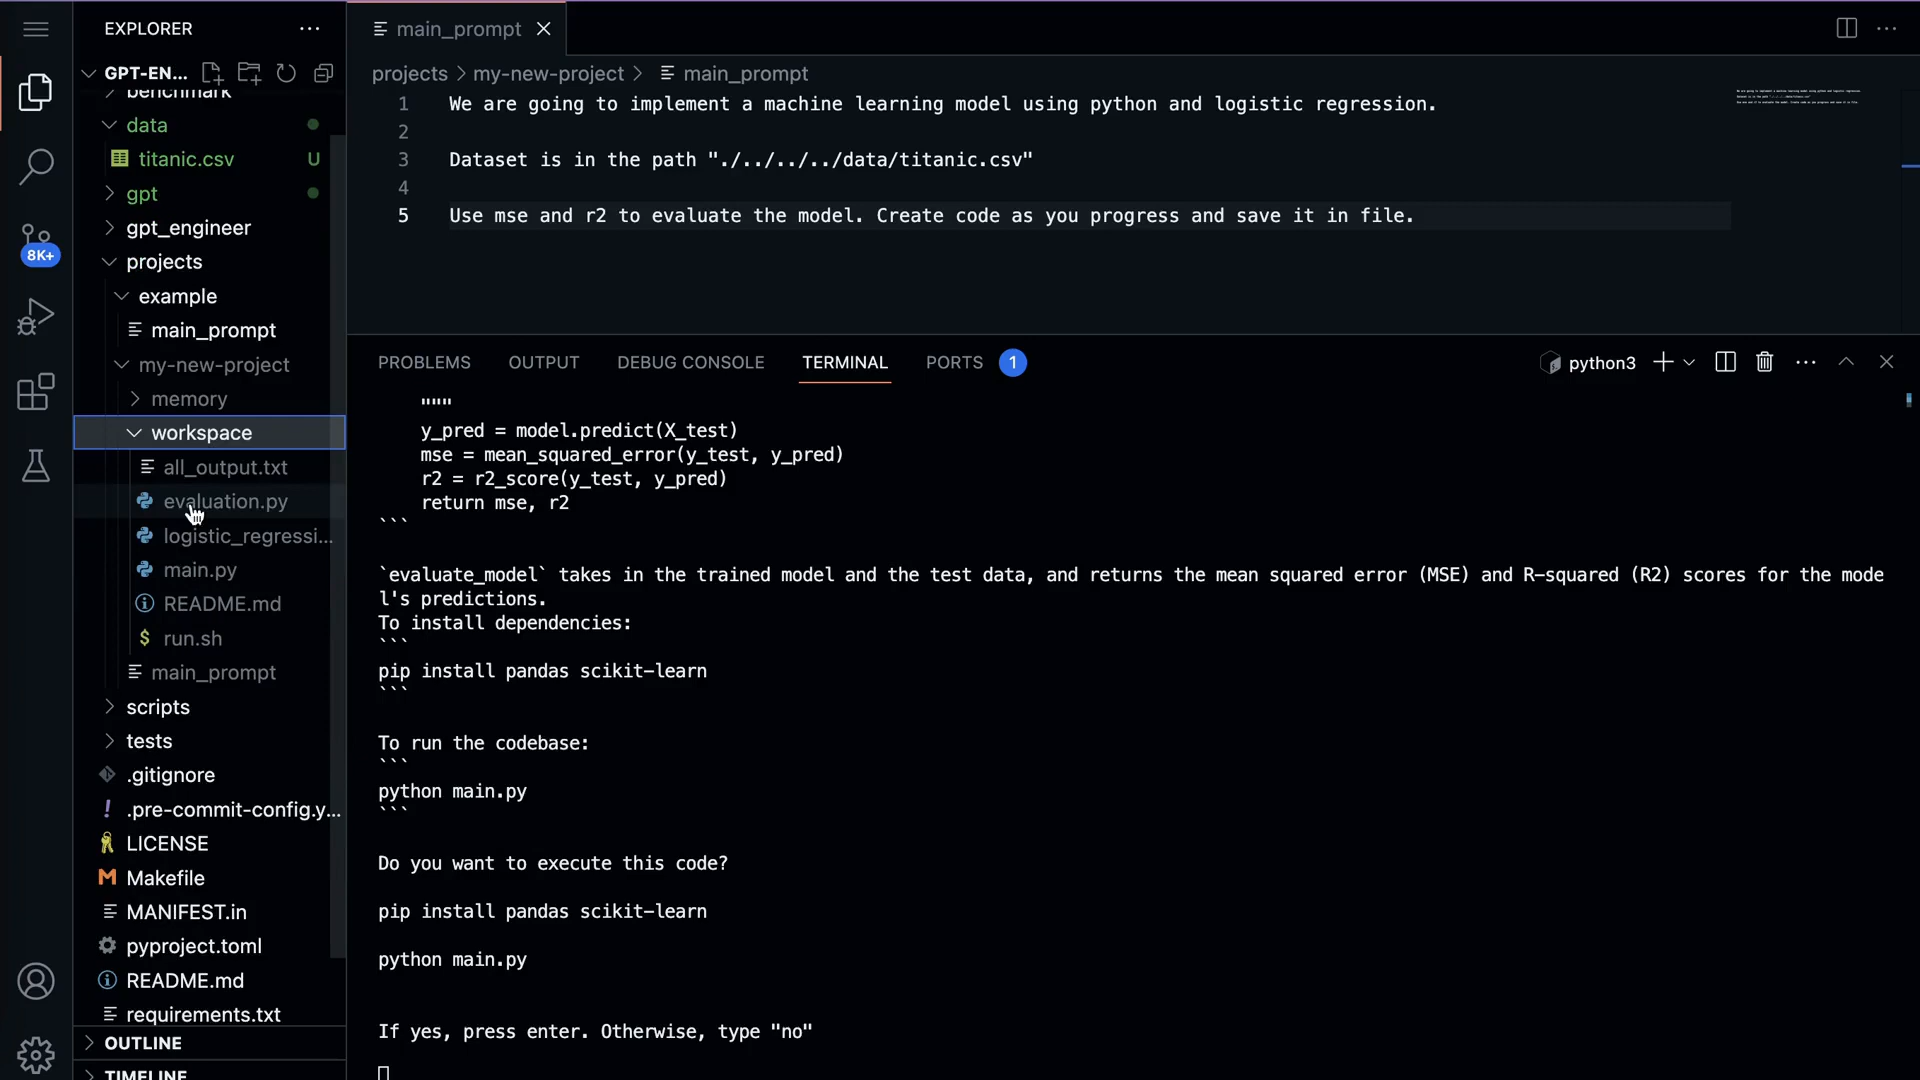 EXPLORER
GPT-EN...
benchmark
data
titanic.csv U
gpt
gpt_engineer
projects
example
main_prompt
my-new-project
memory
workspace
all_output.txt
evaluation.py
logistic_regressi...
main.py
README.md
run.sh
main_prompt
scripts
tests
.gitignore
.pre-commit-config.y...
LICENSE
Makefile
MANIFEST.in
pyproject.toml
README.md
requirements.txt
OUTLINE
TIMELINE
8K+
main_prompt
projects > my-new-project > main_prompt
1 We are going to implement a machine learning model using python and logistic regression.
2
3 Dataset is in the path "./../../../data/titanic.csv"
4
5 Use mse and r2 to evaluate the model. Create code as you progress and save it in file.
PROBLEMS OUTPUT DEBUG CONSOLE TERMINAL PORTS 1 python3
"""
y_pred = model.predict(X_test)
mse = mean_squared_error(y_test, y_pred)
r2 = r2_score(y_test, y_pred)
return mse, r2
```
`evaluate_model` takes in the trained model and the test data, and returns the mean squared error (MSE) and R-squared (R2) scores for the mode
l's predictions.
To install dependencies:
```
pip install pandas scikit-learn
```
To run the codebase:
```
python main.py
```
Do you want to execute this code?
pip install pandas scikit-learn
python main.py
If yes, press enter. Otherwise, type "no"